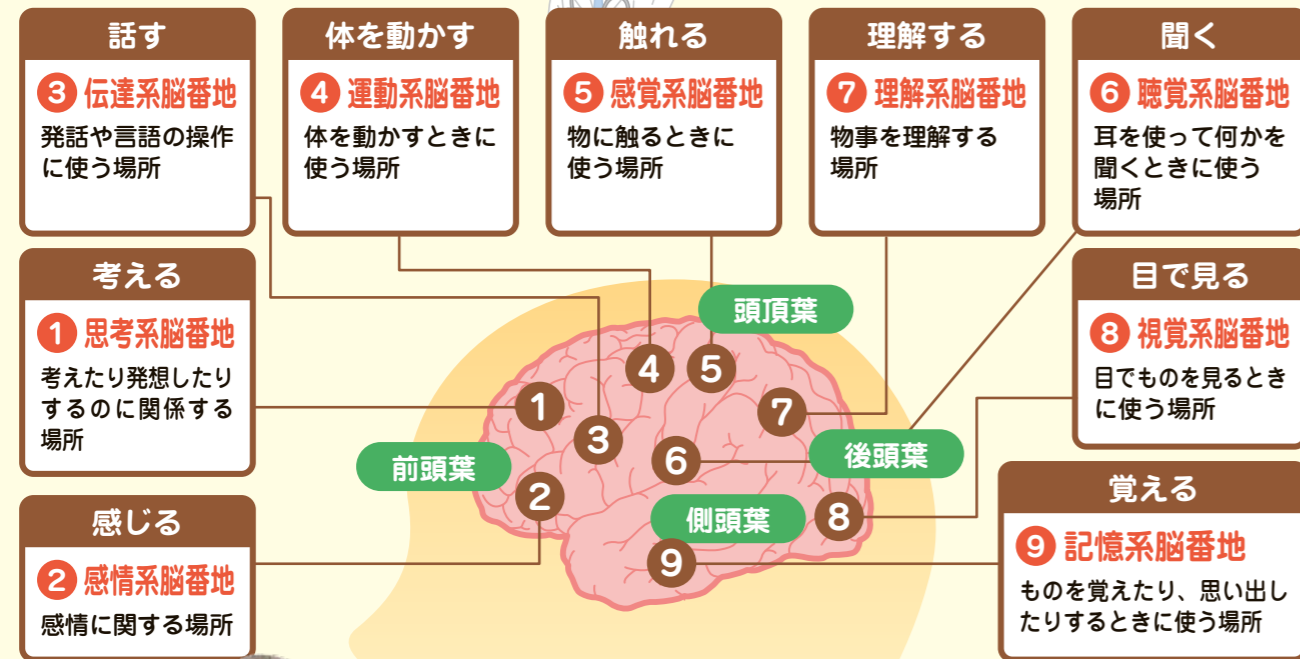 話す
③ 伝達系脳番地
発話や言語の操作
に使う場所
体を動かす
④ 運動系脳番地
体を動かすときに
使う場所
触れる
⑤ 感覚系脳番地
物に触るときに
使う場所
理解する
⑦ 理解系脳番地
物事を理解する
場所
聞く
⑥ 聴覚系脳番地
耳を使って何かを
聞くときに使う
場所
考える
① 思考系脳番地
考えたり発想したり
するのに関係する
場所
感じる
② 感情系脳番地
感情に関する場所
目で見る
⑧ 視覚系脳番地
目でものを見るとき
に使う場所
覚える
⑨ 記憶系脳番地
ものを覚えたり、思い出し
たりするときに使う場所
頭頂葉
4
5
1
7
3
前頭葉
6
後頭葉
2
側頭葉
8
9